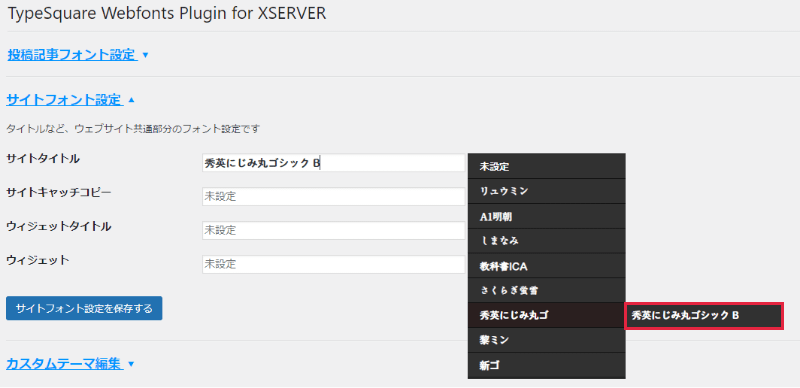 TypeSquare Webfonts Plugin for XSERVER
投稿記事フォント設定 ▼
サイトフォント設定 ▲
タイトルなど、ウェブサイト共通部分のフォント設定です
サイトタイトル
秀英にじみ丸ゴシック B
サイトキャッチコピー
未設定
ウィジェットタイトル
未設定
ウィジェット
未設定
サイトフォント設定を保存する
カスタムテーマ編集 ▼
未設定
リュウミン
A1明朝
しまなみ
教科書ICA
さくらぎ蛍雪
秀英にじみ丸ゴ
秀英にじみ丸ゴシック B
黎ミン
新ゴ